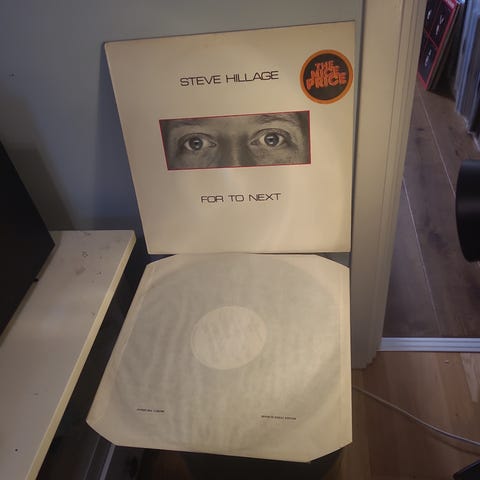 STEVE HILLAGE
THE
NICE
PRICE
FOR TO NEXT